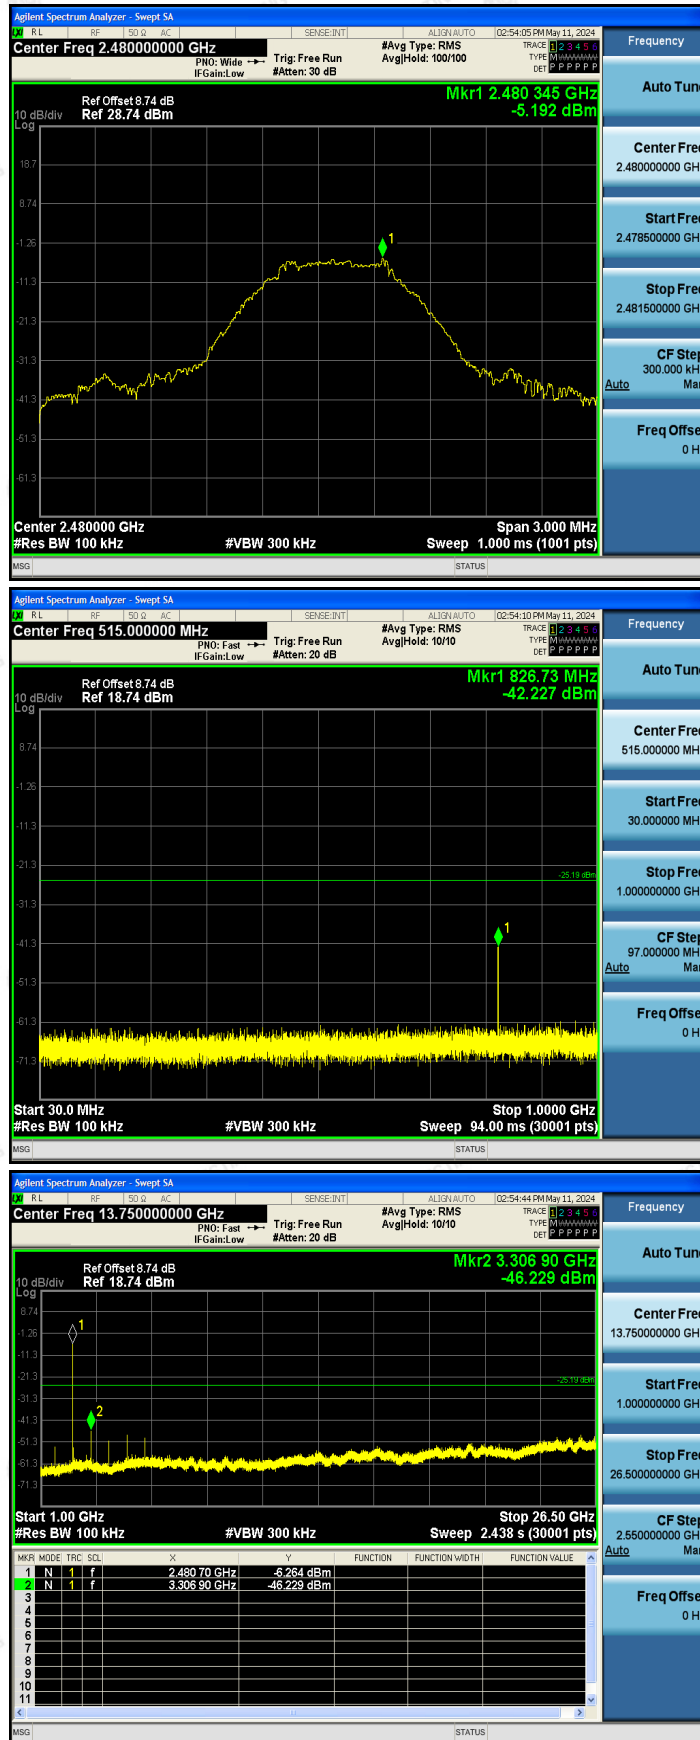 Agilent Spectrum Analyzer - Swept SA
LXI RL RF 50 Ω AC SENSE:INT ALIGN AUTO 02:54:05 PM May 11, 2024
Center Freq 2.480000000 GHz
PNO: Wide
IFGain:Low
Trig: Free Run
#Atten: 30 dB
#Avg Type: RMS
Avg|Hold: 100/100
TRACE 1 2 3 4 5 6
TYPE M
DET P P P P P P
Frequency
Auto Tun
Center Fre
2.480000000 GH
Start Fre
2.478500000 GH
Stop Fre
2.481500000 GH
CF Step
300.000 kH
Auto Ma
Freq Offse
0 H
Mkr1 2.480 345 GHz
-5.192 dBm
Ref Offset 8.74 dB
10 dB/div Ref 28.74 dBm
Log
18.7
8.74
-1.26
-11.3
-21.3
-31.3
-41.3
-51.3
-61.3
1
Center 2.480000 GHz Span 3.000 MHz
#Res BW 100 kHz #VBW 300 kHz Sweep 1.000 ms (1001 pts)
MSG STATUS
Agilent Spectrum Analyzer - Swept SA
LXI RL RF 50 Ω AC SENSE:INT ALIGN AUTO 02:54:10 PM May 11, 2024
Center Freq 515.000000 MHz
PNO: Fast
IFGain:Low
Trig: Free Run
#Atten: 20 dB
#Avg Type: RMS
Avg|Hold: 10/10
TRACE 1 2 3 4 5 6
TYPE M
DET P P P P P P
Frequency
Auto Tun
Center Fre
515.000000 MH
Start Fre
30.000000 MH
Stop Fre
1.000000000 GH
CF Step
97.000000 MH
Auto Ma
Freq Offse
0 H
Mkr1 826.73 MHz
-42.227 dBm
Ref Offset 8.74 dB
10 dB/div Ref 18.74 dBm
Log
8.74
-1.26
-11.3
-21.3
-31.3
-41.3
-51.3
-61.3
-71.3
-25.19 dBm
1
Start 30.0 MHz Stop 1.0000 GHz
#Res BW 100 kHz #VBW 300 kHz Sweep 94.00 ms (30001 pts)
MSG STATUS
Agilent Spectrum Analyzer - Swept SA
LXI RL RF 50 Ω AC SENSE:INT ALIGN AUTO 02:54:44 PM May 11, 2024
Center Freq 13.750000000 GHz
PNO: Fast
IFGain:Low
Trig: Free Run
#Atten: 20 dB
#Avg Type: RMS
Avg|Hold: 10/10
TRACE 1 2 3 4 5 6
TYPE M
DET P P P P P P
Frequency
Auto Tun
Center Fre
13.750000000 GH
Start Fre
1.000000000 GH
Stop Fre
26.500000000 GH
CF Step
2.550000000 GH
Auto Ma
Freq Offse
0 H
Mkr2 3.306 90 GHz
-46.229 dBm
Ref Offset 8.74 dB
10 dB/div Ref 18.74 dBm
Log
8.74
-1.26
-11.3
-21.3
-31.3
-41.3
-51.3
-61.3
-71.3
-25.19 dBm
1
2
Start 1.00 GHz Stop 26.50 GHz
#Res BW 100 kHz #VBW 300 kHz Sweep 2.438 s (30001 pts)
MKR MODE TRC SCL X Y FUNCTION FUNCTION WIDTH FUNCTION VALUE
1 N 1 f 2.480 70 GHz -6.264 dBm
2 N 1 f 3.306 90 GHz -46.229 dBm
3
4
5
6
7
8
9
10
11
MSG STATUS